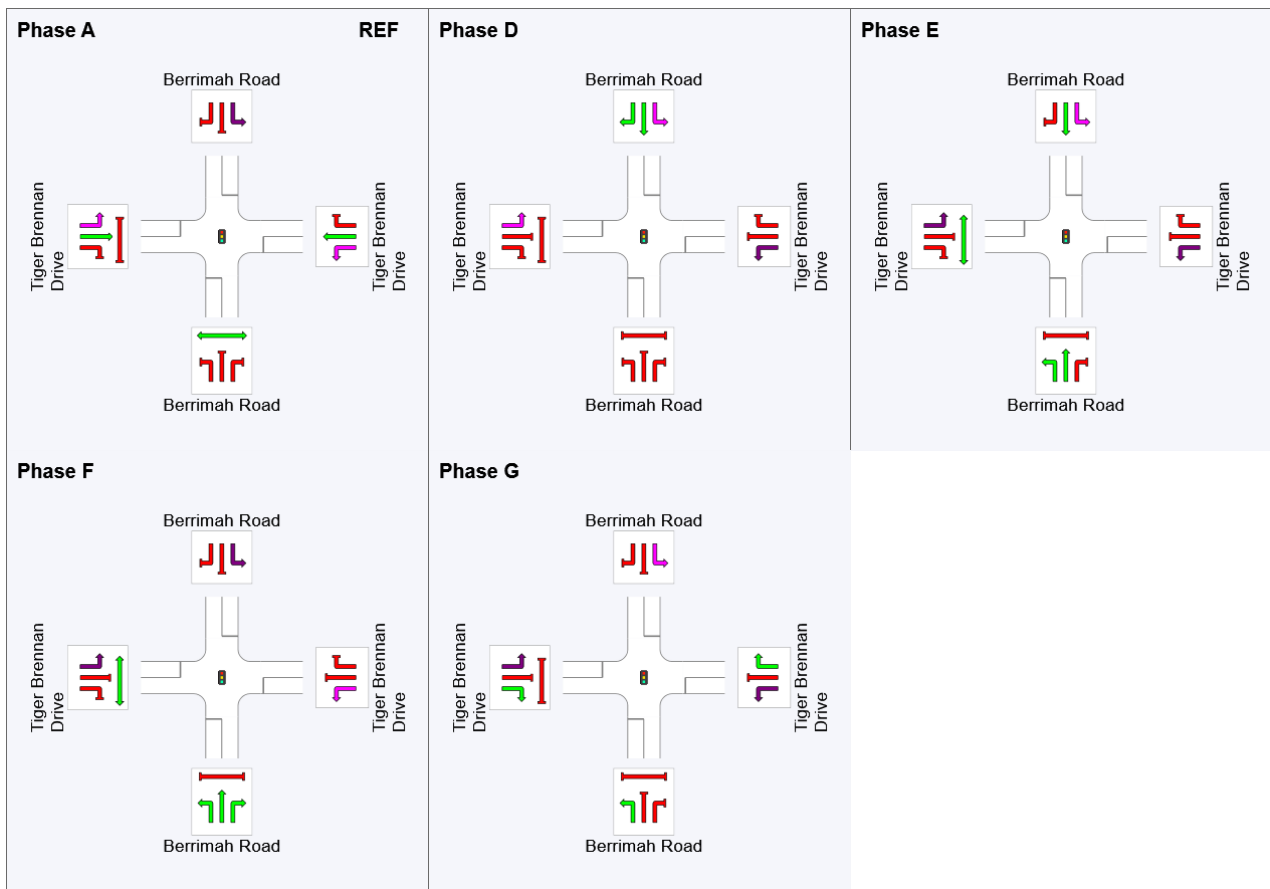 Phase A
REF
Berrimah Road
Tiger Brennan
Drive
Tiger Brennan
Drive
Berrimah Road
Phase D
Berrimah Road
Tiger Brennan
Drive
Tiger Brennan
Drive
Berrimah Road
Phase E
Berrimah Road
Tiger Brennan
Drive
Tiger Brennan
Drive
Berrimah Road
Phase F
Berrimah Road
Tiger Brennan
Drive
Tiger Brennan
Drive
Berrimah Road
Phase G
Berrimah Road
Tiger Brennan
Drive
Tiger Brennan
Drive
Berrimah Road